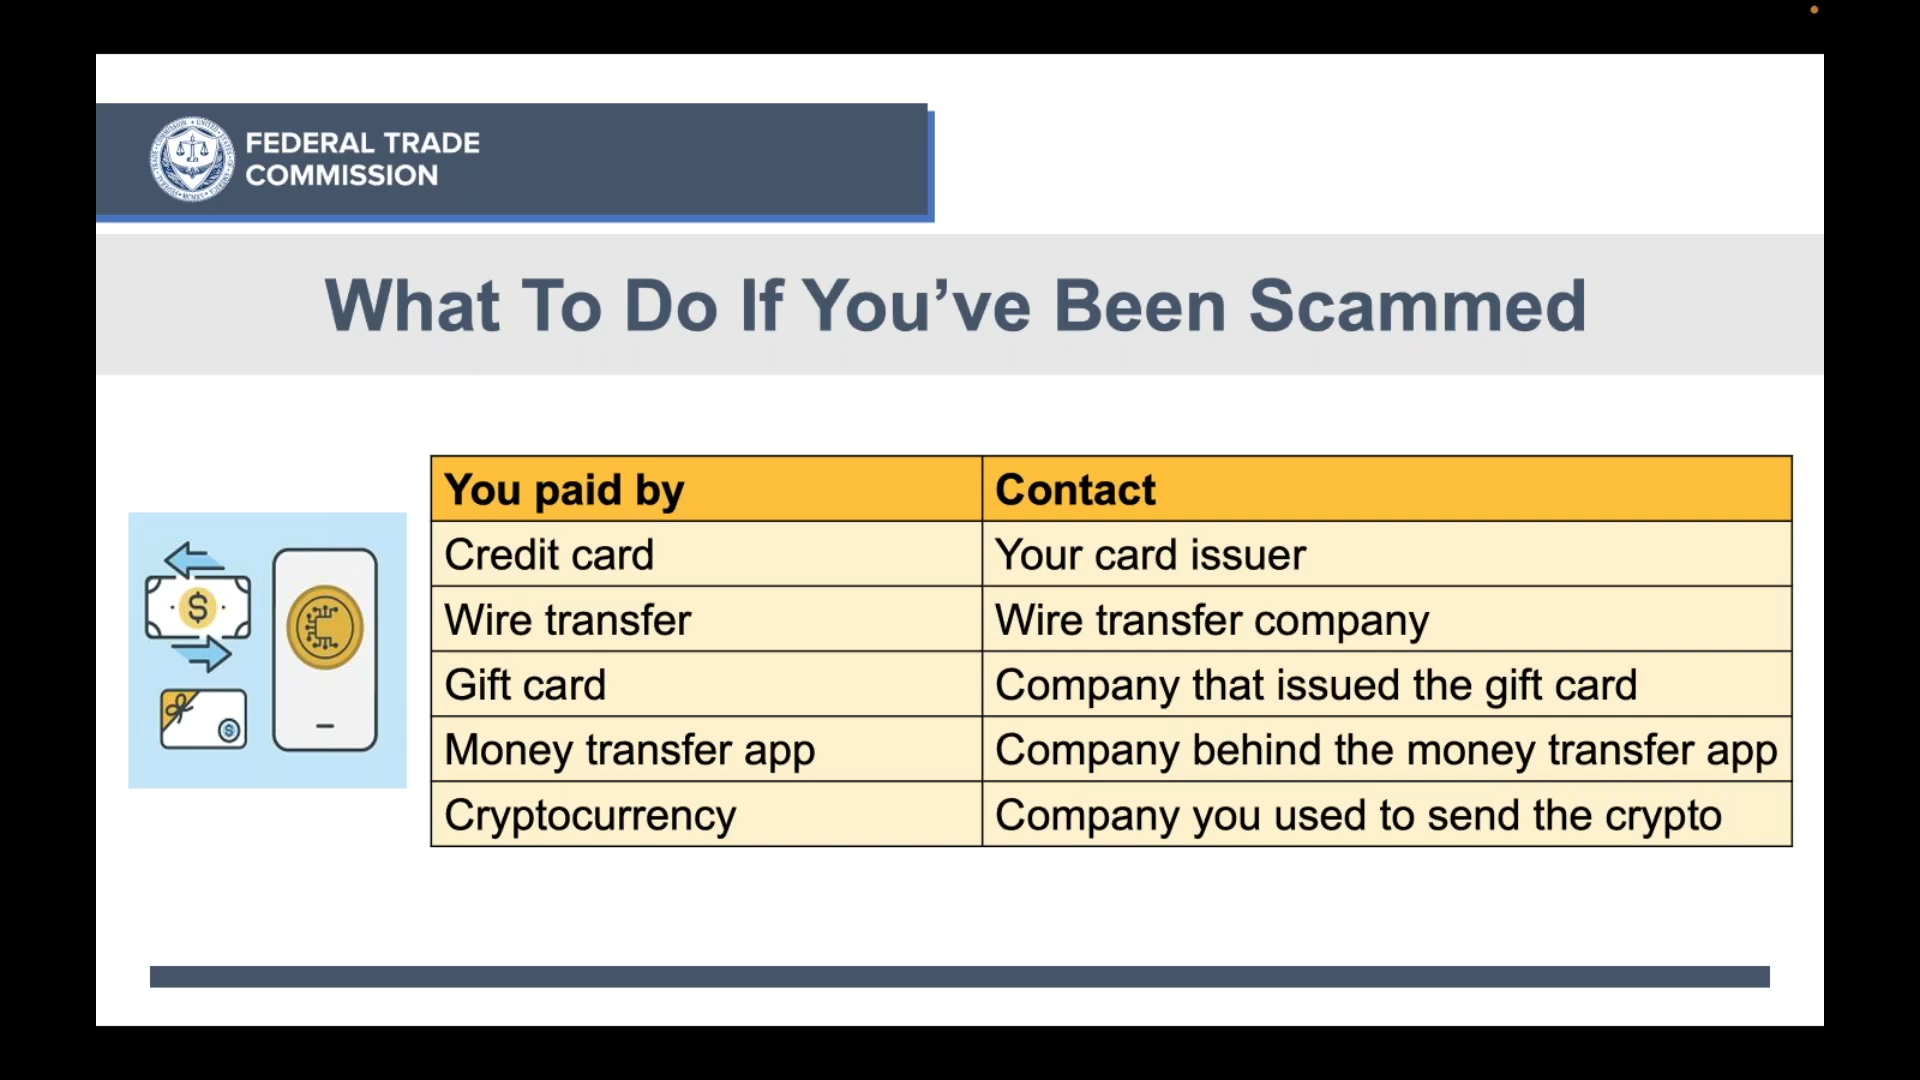 FEDERAL TRADE
COMMISSION
What To Do If You’ve Been Scammed
You paid by Contact
Credit card Your card issuer
Wire transfer Wire transfer company
Gift card Company that issued the gift card
Money transfer app Company behind the money transfer app
Cryptocurrency Company you used to send the crypto
$
$